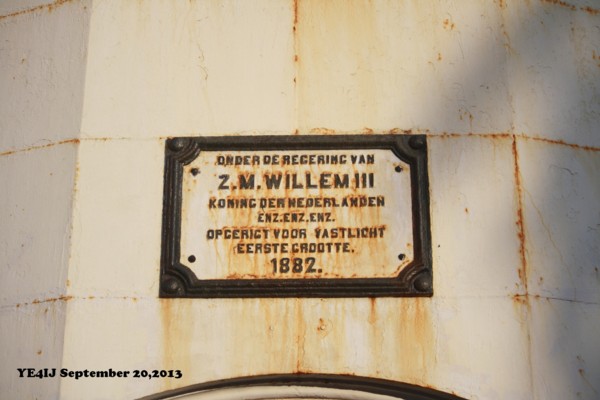 ONDER DE REGERING VAN
Z.M. WILLEM III
KONING DER NEDERLANDEN
ENZ.ENZ.ENZ.
OPGERIGT VOOR VASTLICHT
EERSTE GROOTTE.
1882.
YE4IJ September 20,2013